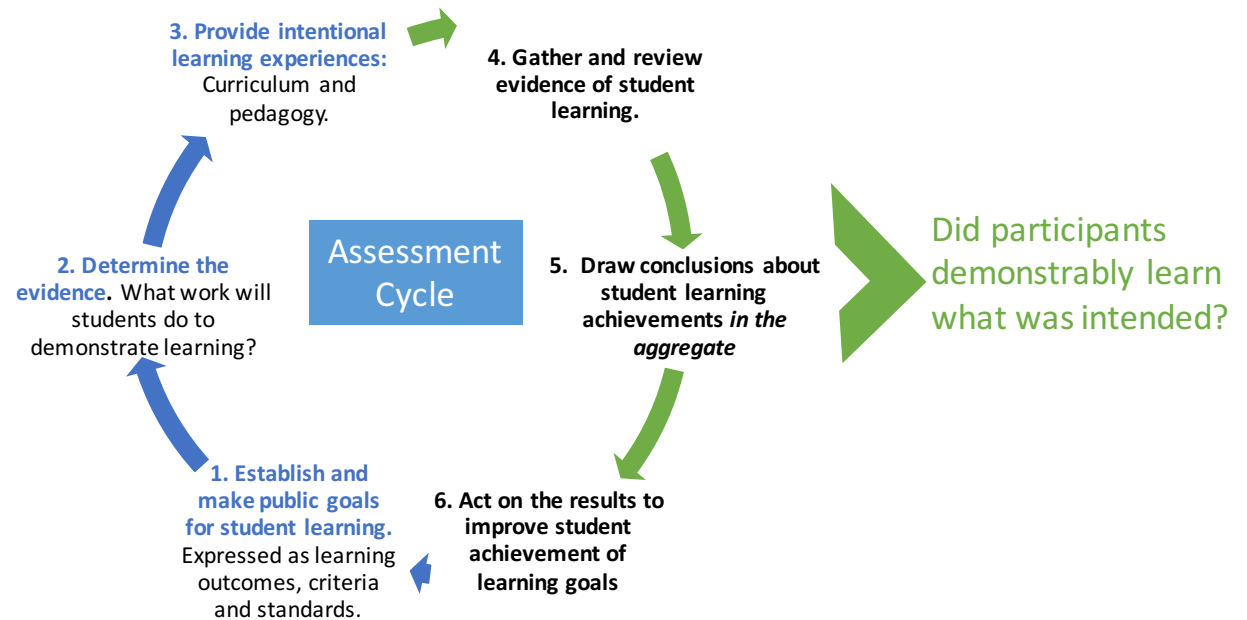 3. Provide intentional
learning experiences:
Curriculum and
pedagogy.
4. Gather and review
evidence of student
learning.
Assessment
Cycle
2. Determine the
evidence. What work will
students do to
demonstrate learning?
5. Draw conclusions about
student learning
achievements in the
aggregate
Did participants
demonstrably learn
what was intended?
1. Establish and
make public goals
for student learning.
Expressed as learning
outcomes, criteria
and standards.
6. Act on the results to
improve student
achievement of
learning goals